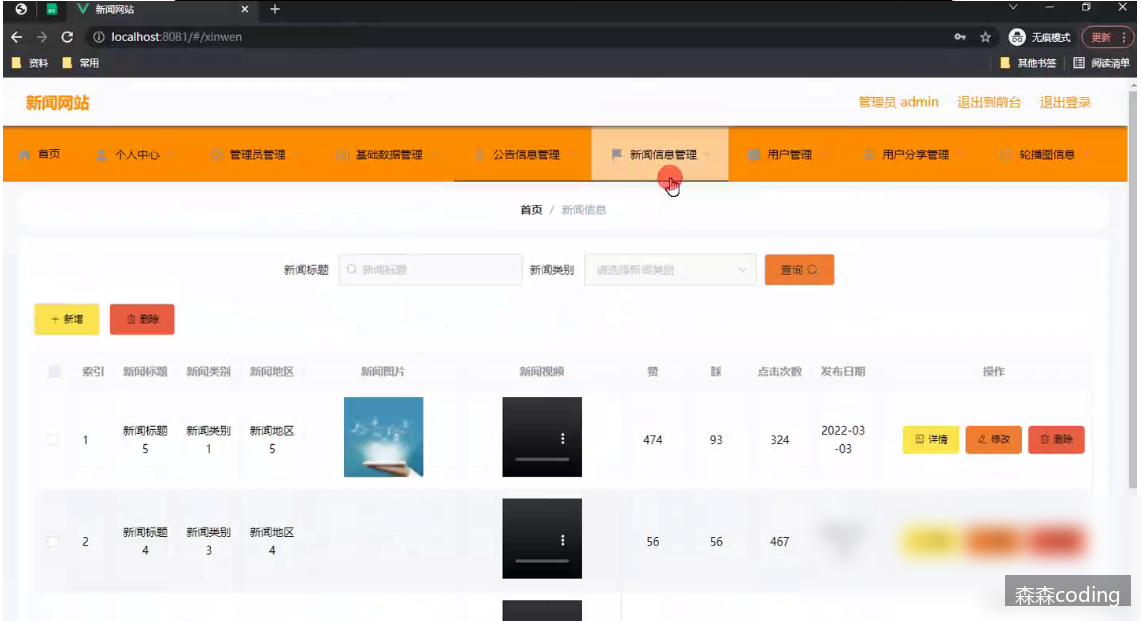 新闻网站
localhost:8081/#/xinwen
无痕模式
更新
资料 常用
其他书签 阅读清单
新闻网站
管理员 admin 退出到前台 退出登录
首页 个人中心 管理员管理 基础数据管理 公告信息管理 新闻信息管理 用户管理 用户分享管理 轮播图信息
首页 / 新闻信息
新闻标题 新闻标题 新闻类别 请选择新闻类别 查询
+ 新增 删除
索引 新闻标题 新闻类别 新闻地区 新闻图片 新闻视频 赞 踩 点击次数 发布日期 操作
1 新闻标题5 新闻类别1 新闻地区5 474 93 324 2022-03-03 详情 修改 删除
2 新闻标题4 新闻类别3 新闻地区4 56 56 467
森森coding